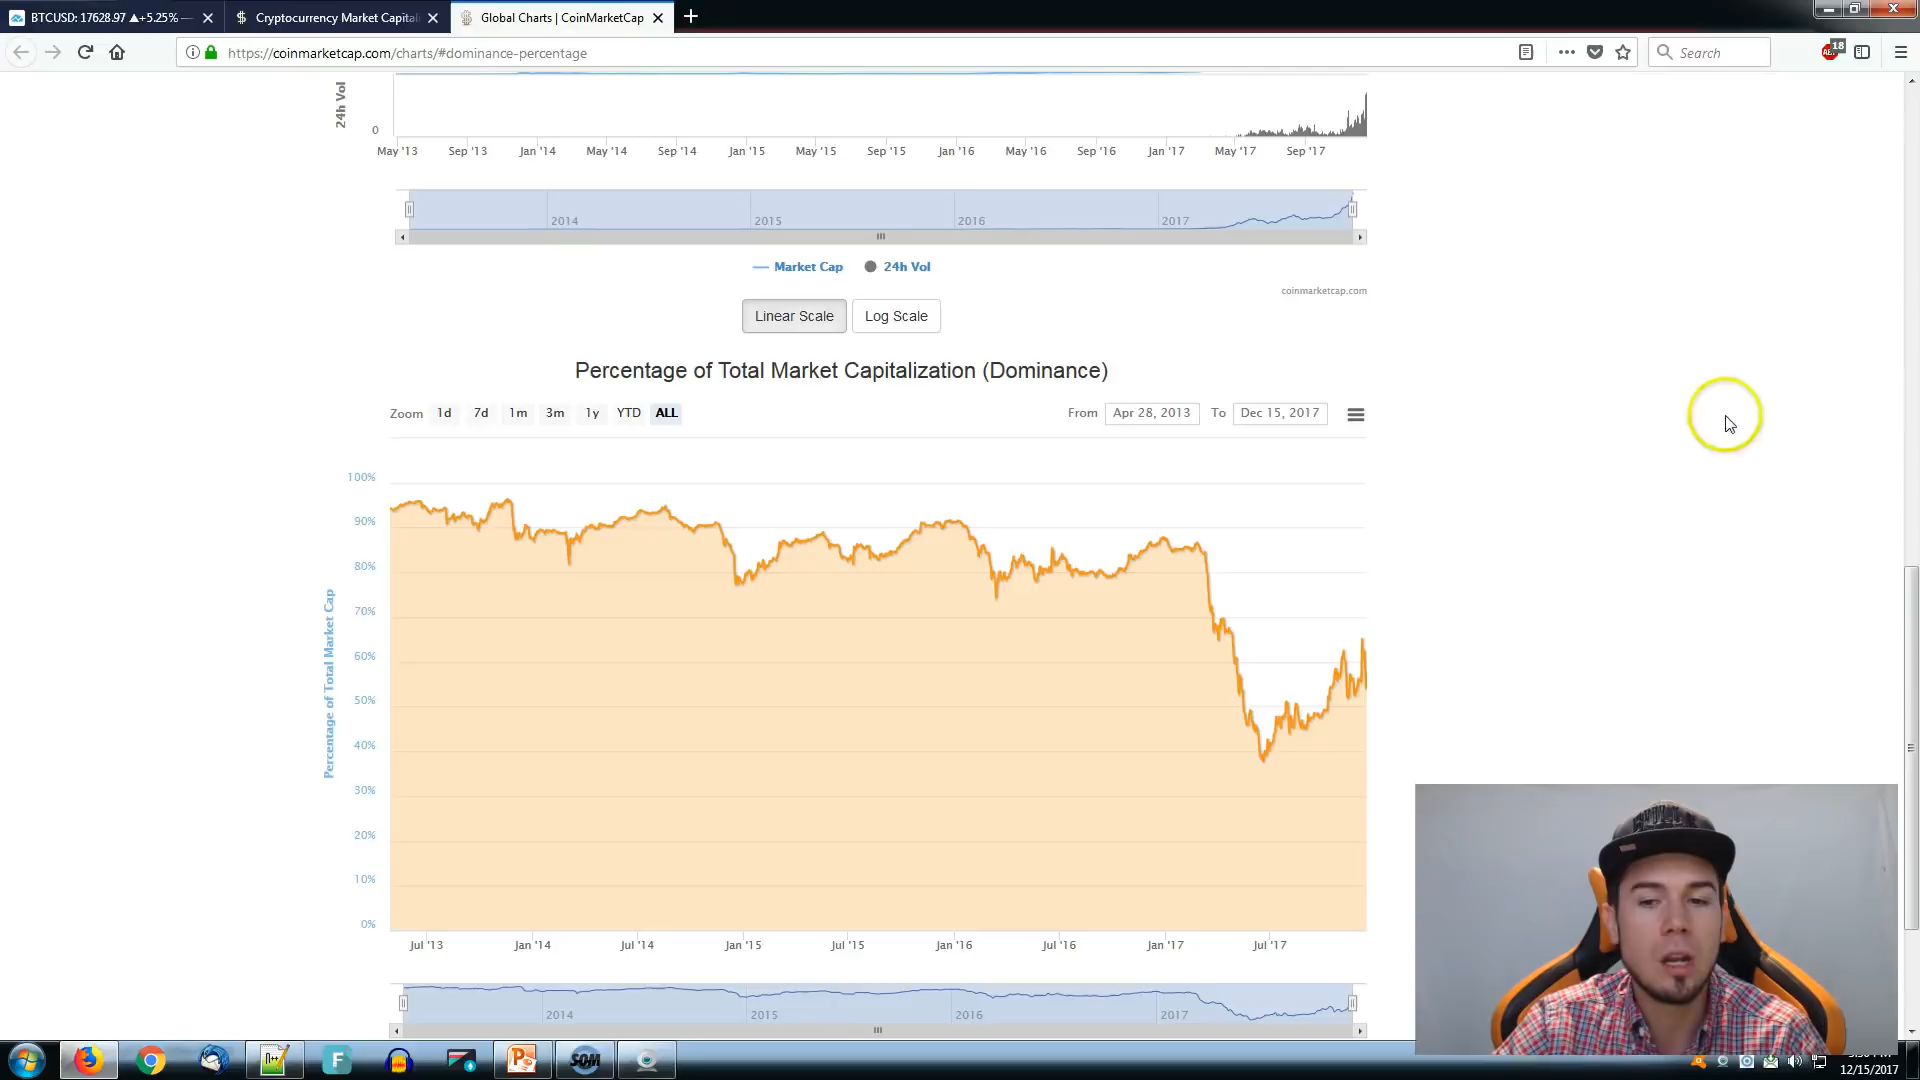 BTCUSD: 17628.97 ▲+5.25% —
Cryptocurrency Market Capital
Global Charts | CoinMarketCap
https://coinmarketcap.com/charts/#dominance-percentage
Search
18
24h Vol
0
May '13 Sep '13 Jan '14 May '14 Sep '14 Jan '15 May '15 Sep '15 Jan '16 May '16 Sep '16 Jan '17 May '17 Sep '17
2014 2015 2016 2017
Market Cap 24h Vol
coinmarketcap.com
Linear Scale Log Scale
Percentage of Total Market Capitalization (Dominance)
Zoom 1d 7d 1m 3m 1y YTD ALL From Apr 28, 2013 To Dec 15, 2017
Percentage of Total Market Cap
100%
90%
80%
70%
60%
50%
40%
30%
20%
10%
0%
Jul '13 Jan '14 Jul '14 Jan '15 Jul '15 Jan '16 Jul '16 Jan '17 Jul '17
2014 2015 2016 2017
F
SOM
12/15/2017